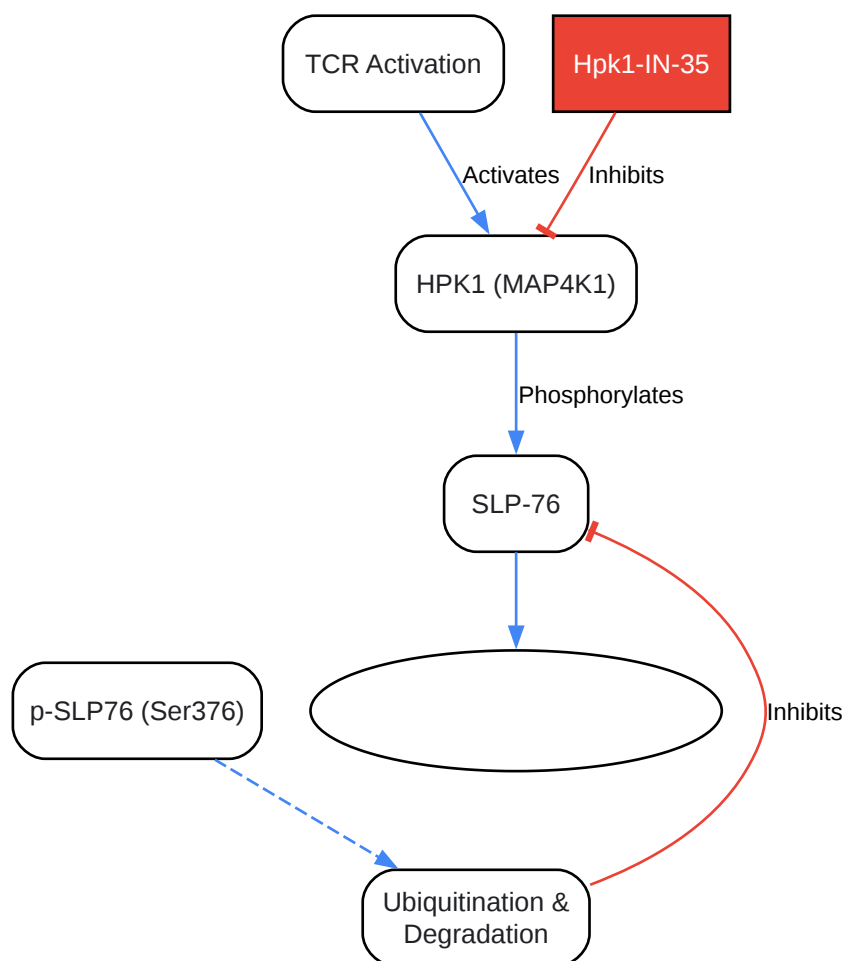 TCR Activation
Hpk1-IN-35
Activates
Inhibits
HPK1 (MAP4K1)
Phosphorylates
SLP-76
p-SLP76 (Ser376)
Inhibits
Ubiquitination &
Degradation